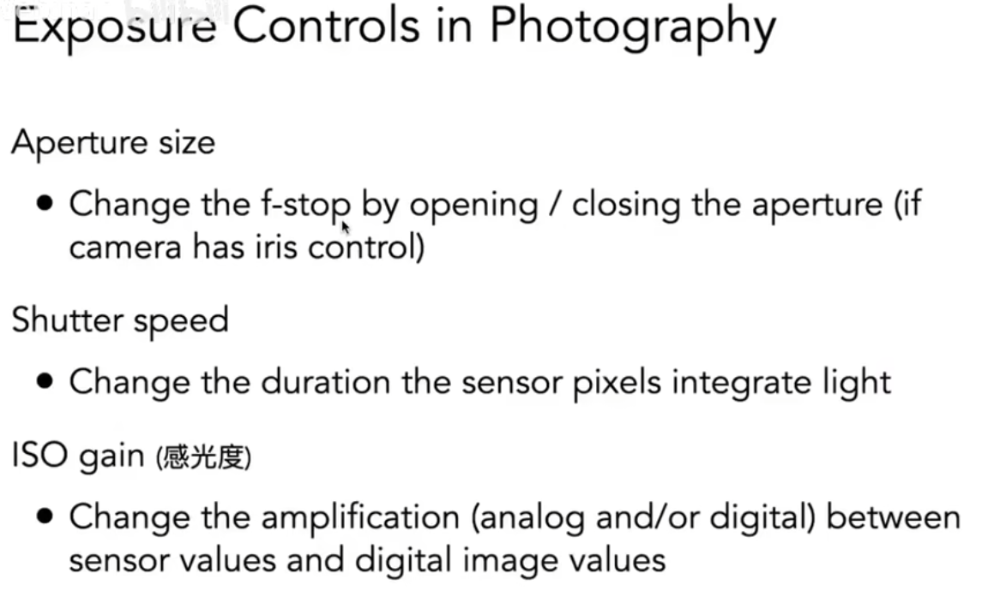 Exposure Controls in Photography
Aperture size
• Change the f-stop by opening / closing the aperture (if
camera has iris control)
Shutter speed
• Change the duration the sensor pixels integrate light
ISO gain (感光度)
• Change the amplification (analog and/or digital) between
sensor values and digital image values